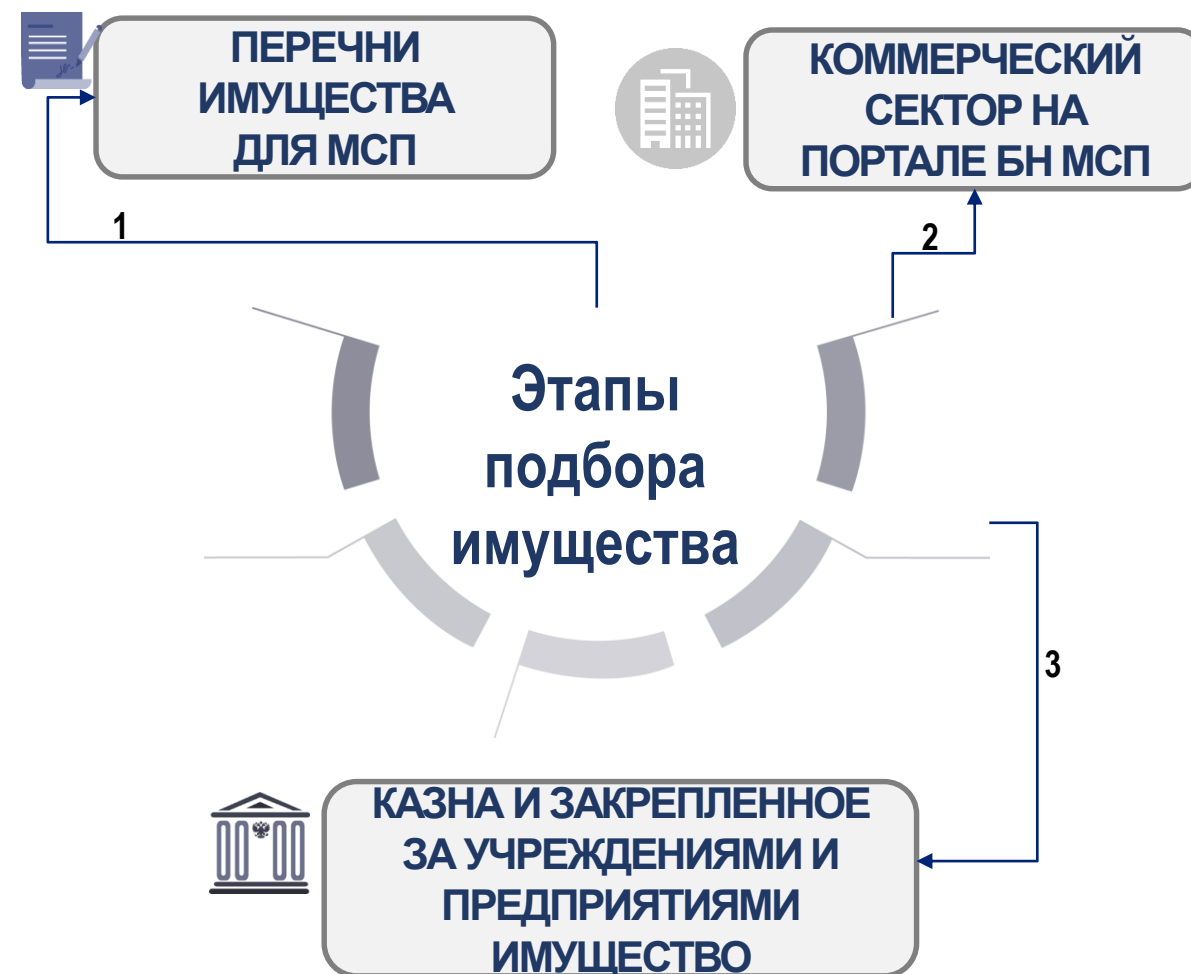 ПЕРЕЧНИ
ИМУЩЕСТВА
ДЛЯ МСП
КОММЕРЧЕСКИЙ
СЕКТОР НА
ПОРТАЛЕ БН МСП
1
2
Этапы
подбора
имущества
3
КАЗНА И ЗАКРЕПЛЕННОЕ
ЗА УЧРЕЖДЕНИЯМИ И
ПРЕДПРИЯТИЯМИ
ИМУЩЕСТВО